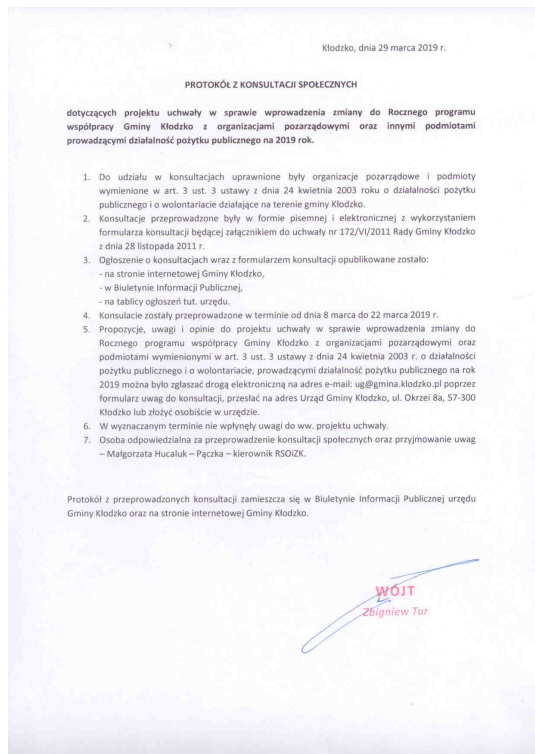 Kłodzko, dnia 29 marca 2019 r.
PROTOKÓŁ Z KONSULTACJI SPOŁECZNYCH
dotyczących projektu uchwały w sprawie wprowadzenia zmiany do Rocznego programu
współpracy Gminy Kłodzko z organizacjami pozarządowymi oraz innymi podmiotami
prowadzącymi działalność pożytku publicznego na 2019 rok.
1. Do udziału w konsultacjach uprawnione były organizacje pozarządowe i podmioty
wymienione w art. 3 ust. 3 ustawy z dnia 24 kwietnia 2003 roku o działalności pożytku
publicznego i o wolontariacie działające na terenie gminy Kłodzko.
2. Konsultacje przeprowadzone były w formie pisemnej i elektronicznej z wykorzystaniem
formularza konsultacji będącej załącznikiem do uchwały nr 172/VI/2011 Rady Gminy Kłodzko
z dnia 28 listopada 2011 r.
3. Ogłoszenie o konsultacjach wraz z formularzem konsultacji opublikowane zostało:
- na stronie internetowej Gminy Kłodzko,
- w Biuletynie Informacji Publicznej,
- na tablicy ogłoszeń tut. urzędu.
4. Konsulacie zostały przeprowadzone w terminie od dnia 8 marca do 22 marca 2019 r.
5. Propozycje, uwagi i opinie do projektu uchwały w sprawie wprowadzenia zmiany do
Rocznego programu współpracy Gminy Kłodzko z organizacjami pozarządowymi oraz
podmiotami wymienionymi w art. 3 ust. 3 ustawy z dnia 24 kwietnia 2003 r. o działalności
pożytku publicznego i o wolontariacie, prowadzącymi działalność pożytku publicznego na rok
2019 można było zgłaszać drogą elektroniczną na adres e-mail: ug@gmina.klodzko.pl poprzez
formularz uwag do konsultacji, przesłać na adres Urząd Gminy Kłodzko, ul. Okrzei 8a, 57-300
Kłodzko lub złożyć osobiście w urzędzie.
6. W wyznaczanym terminie nie wpłynęły uwagi do ww. projektu uchwały.
7. Osoba odpowiedzialna za przeprowadzenie konsultacji społecznych oraz przyjmowanie uwag
– Małgorzata Hucaluk – Pączka – kierownik RSOiZK.
Protokół z przeprowadzonych konsultacji zamieszcza się w Biuletynie Informacji Publicznej urzędu
Gminy Kłodzko oraz na stronie internetowej Gminy Kłodzko.
WÓJT
Zbigniew Tur